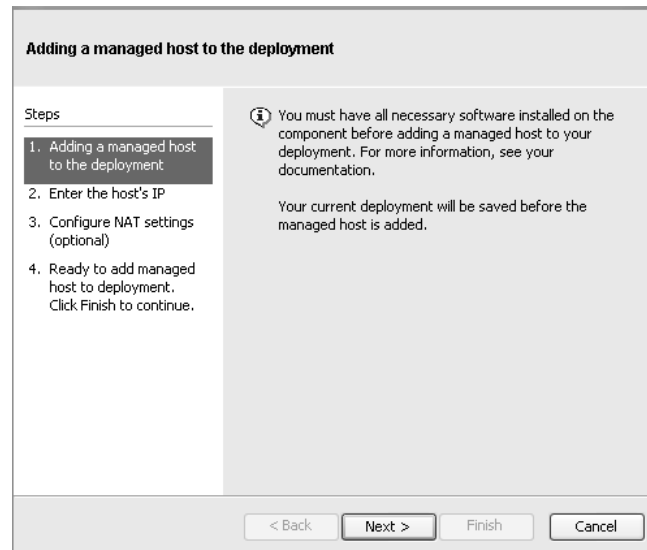 Adding a managed host to the deployment
Steps
1. Adding a managed host
to the deployment
2. Enter the host's IP
3. Configure NAT settings
(optional)
4. Ready to add managed
host to deployment.
Click Finish to continue.
You must have all necessary software installed on the
component before adding a managed host to your
deployment. For more information, see your
documentation.
Your current deployment will be saved before the
managed host is added.
< Back
Next >
Finish
Cancel